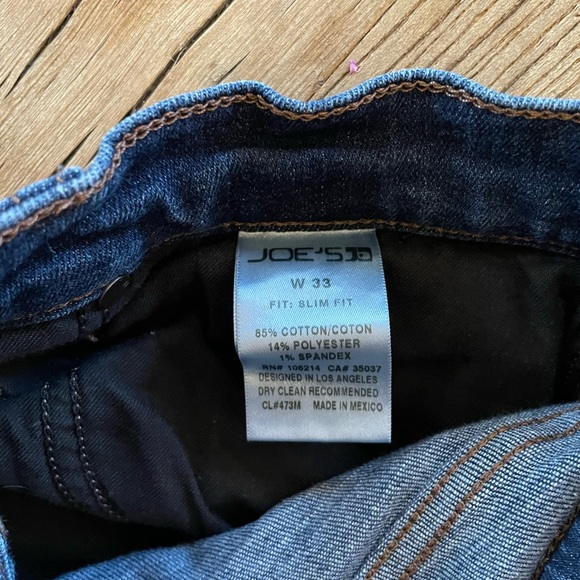 JOE'S
W 33
FIT: SLIM FIT
85% COTTON/COTON
14% POLYESTER
1% SPANDEX
RN# 106214 CA# 35037
DESIGNED IN LOS ANGELES
DRY CLEAN RECOMMENDED
CL#473M MADE IN MEXICO